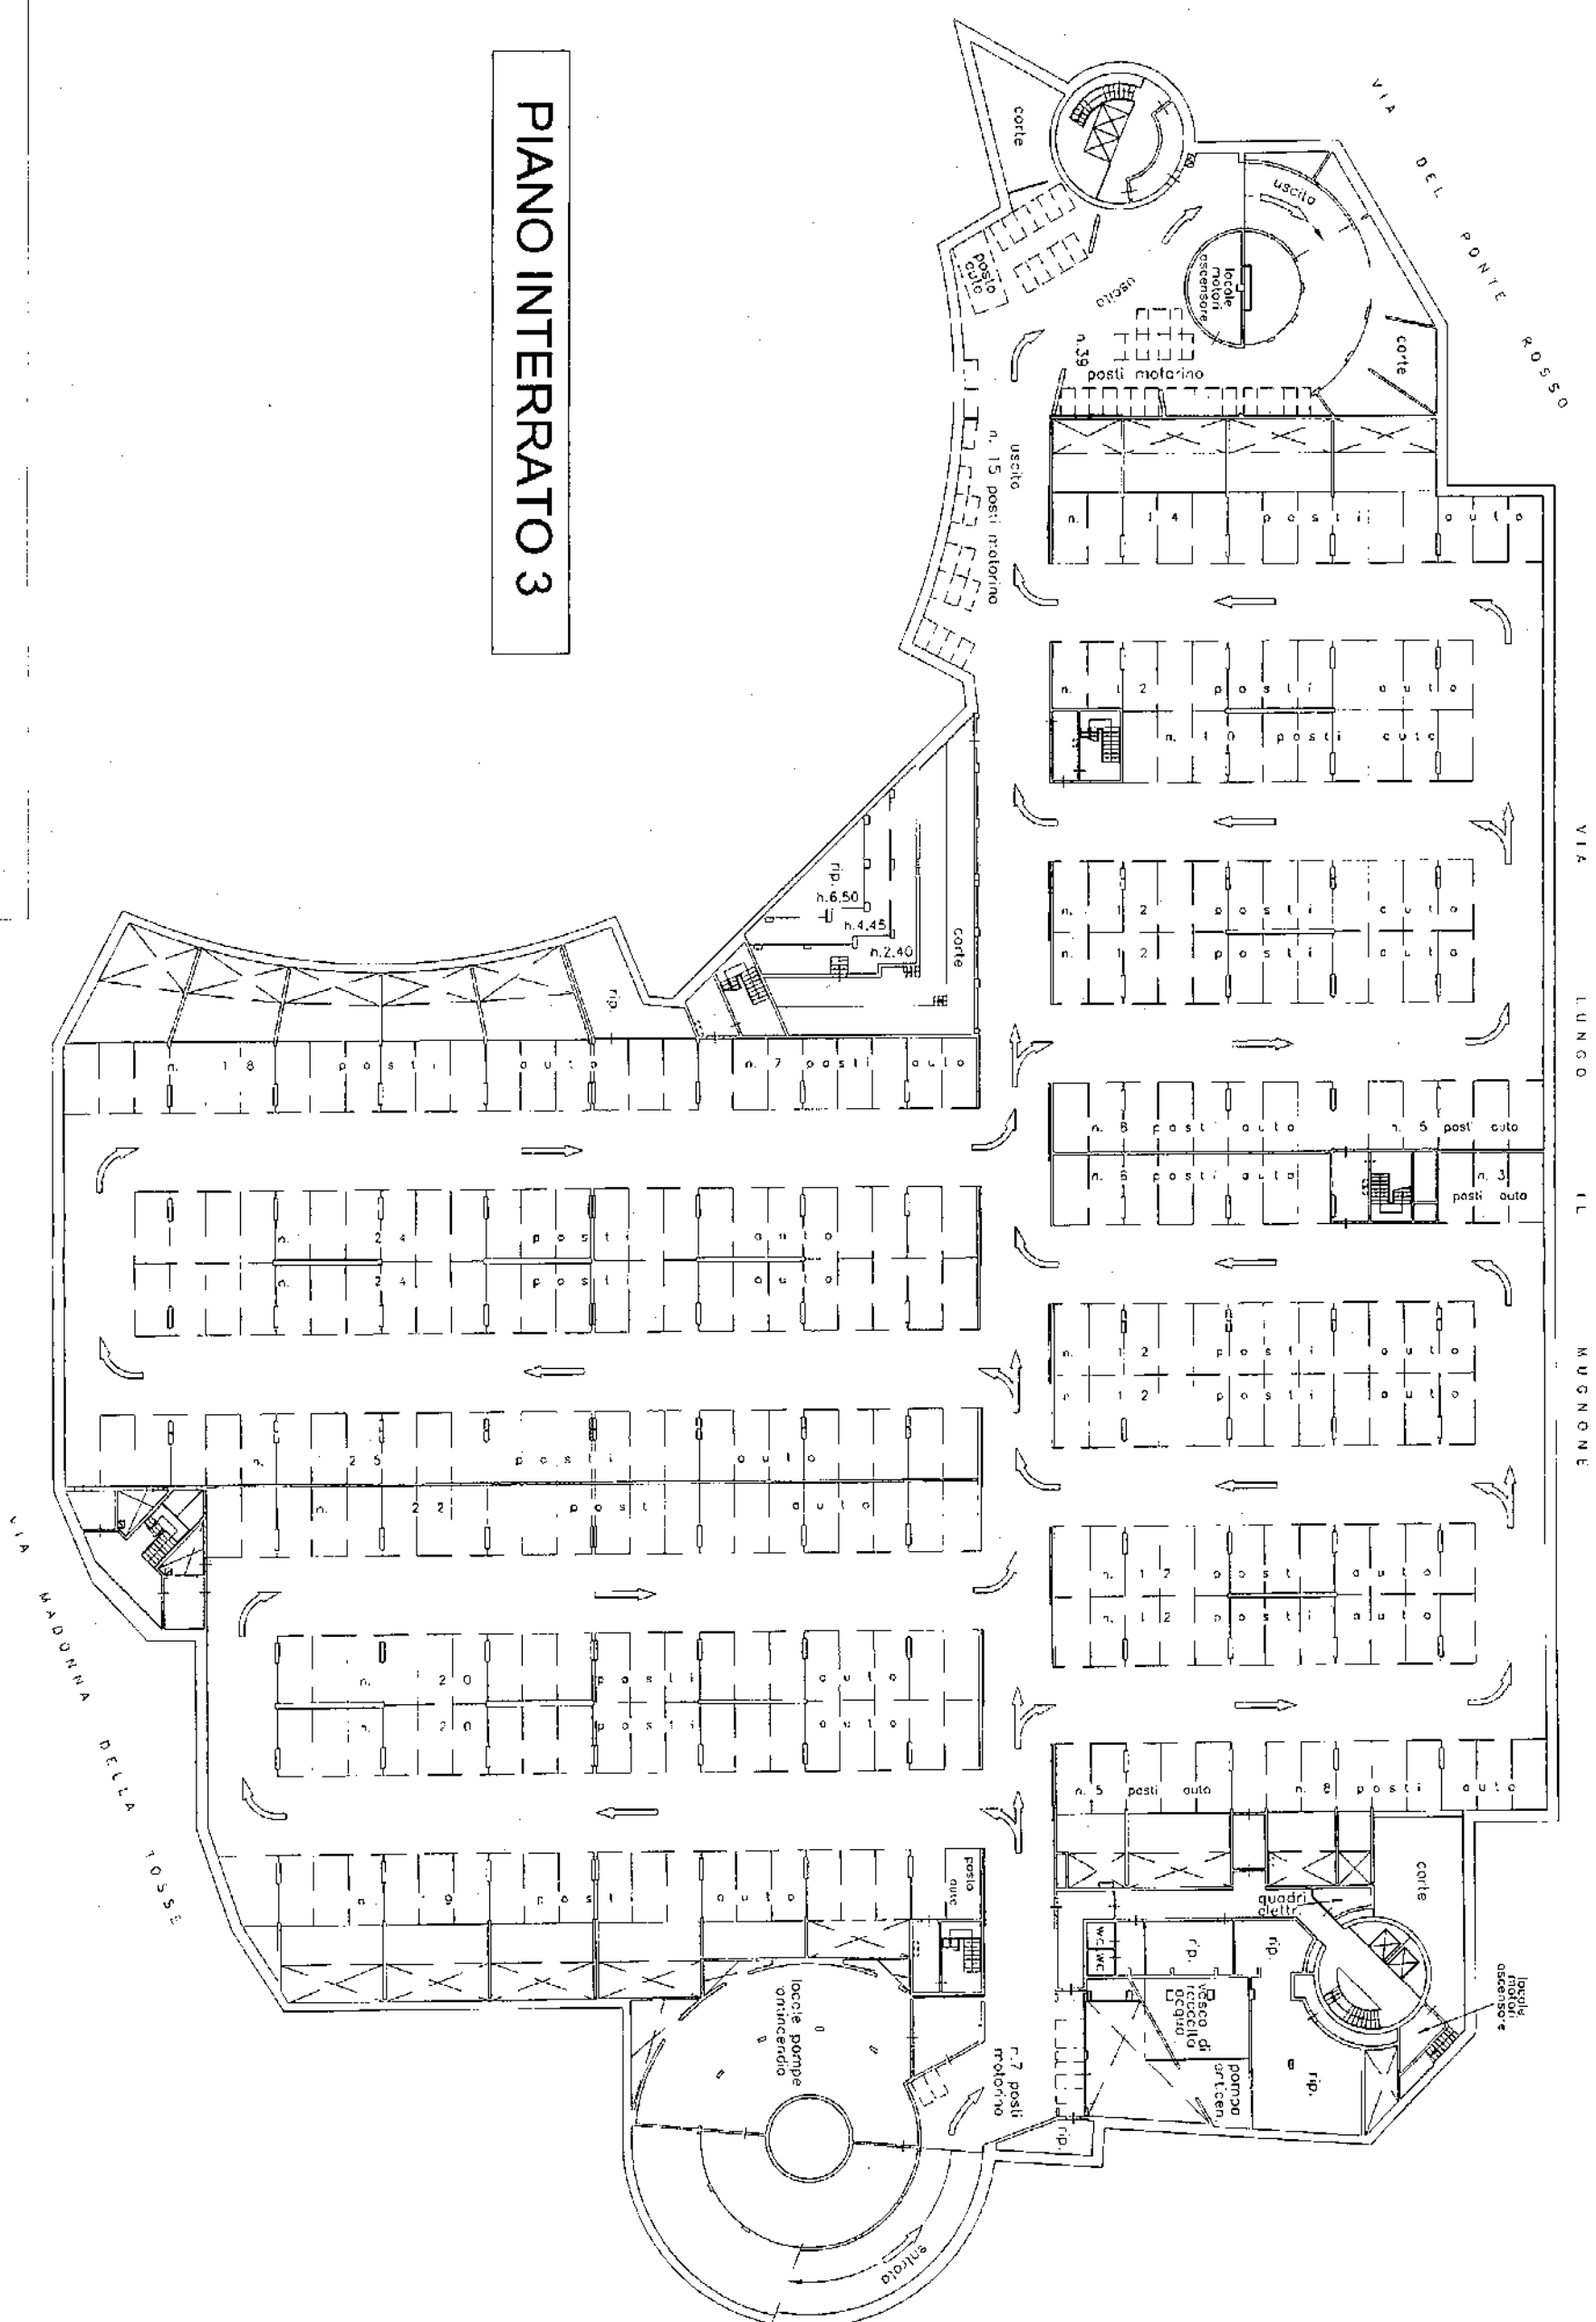 PIANO INTERRATO 3
VIA DEL PONTE ROSSO
VIA LUNGO IL MUGNONE
VIA MADONNA DELLA TOSSE
corte
uscita
posto
auto
uscita
locale
motori
ascensore
corte
n.39
posti motorino
uscita
n. 15 posti motorino
n. 14 posti auto
n. 12 posti auto
n. 10 posti auto
rip.
h.6,50
h.4,45
h.2,40
corte
n. 12 posti auto
n. 12 posti auto
rip.
n. 18 posti auto
n. 7 posti auto
n. 8 posti auto
n. 6 posti auto
posti auto
n. 3
posti auto
n. 24 posti auto
n. 24 posti auto
n. 12 posti auto
n. 12 posti auto
n. 25 posti auto
n. 22 posti auto
n. 12 posti auto
n. 12 posti auto
n. 20 posti auto
n. 20 posti auto
n. 5 posti auto
n. 8 posti auto
posti auto
posto
auto
corte
quadri
elettr.
wc
wc
rip.
rip.
vasca di
raccolta
acqua
pompa
anticen.
rip.
locale
motori
ascensore
locale pompe
antincendio
n.7 posti
motorino
rip.
entrata